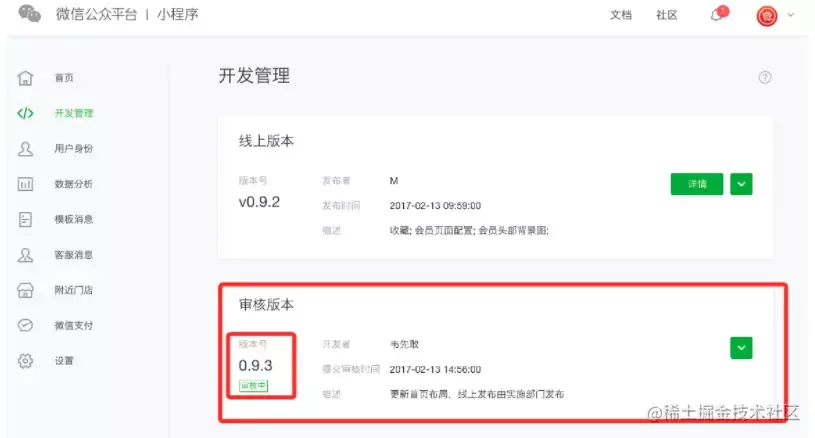 微信公众平台 | 小程序
文档
社区
1
首页
开发管理
用户身份
数据分析
模板消息
客服消息
附近门店
微信支付
设置
开发管理
线上版本
版本号
v0.9.2
发布者 M
发布时间 2017-02-13 09:59:00
描述 收藏; 会员页面配置; 会员头部背景图;
详情
审核版本
版本号
0.9.3
审核中
开发者 韦先敢
提交审核时间 2017-02-13 14:56:00
描述 更新首页布局、线上发布由实施部门发布
@稀土掘金技术社区